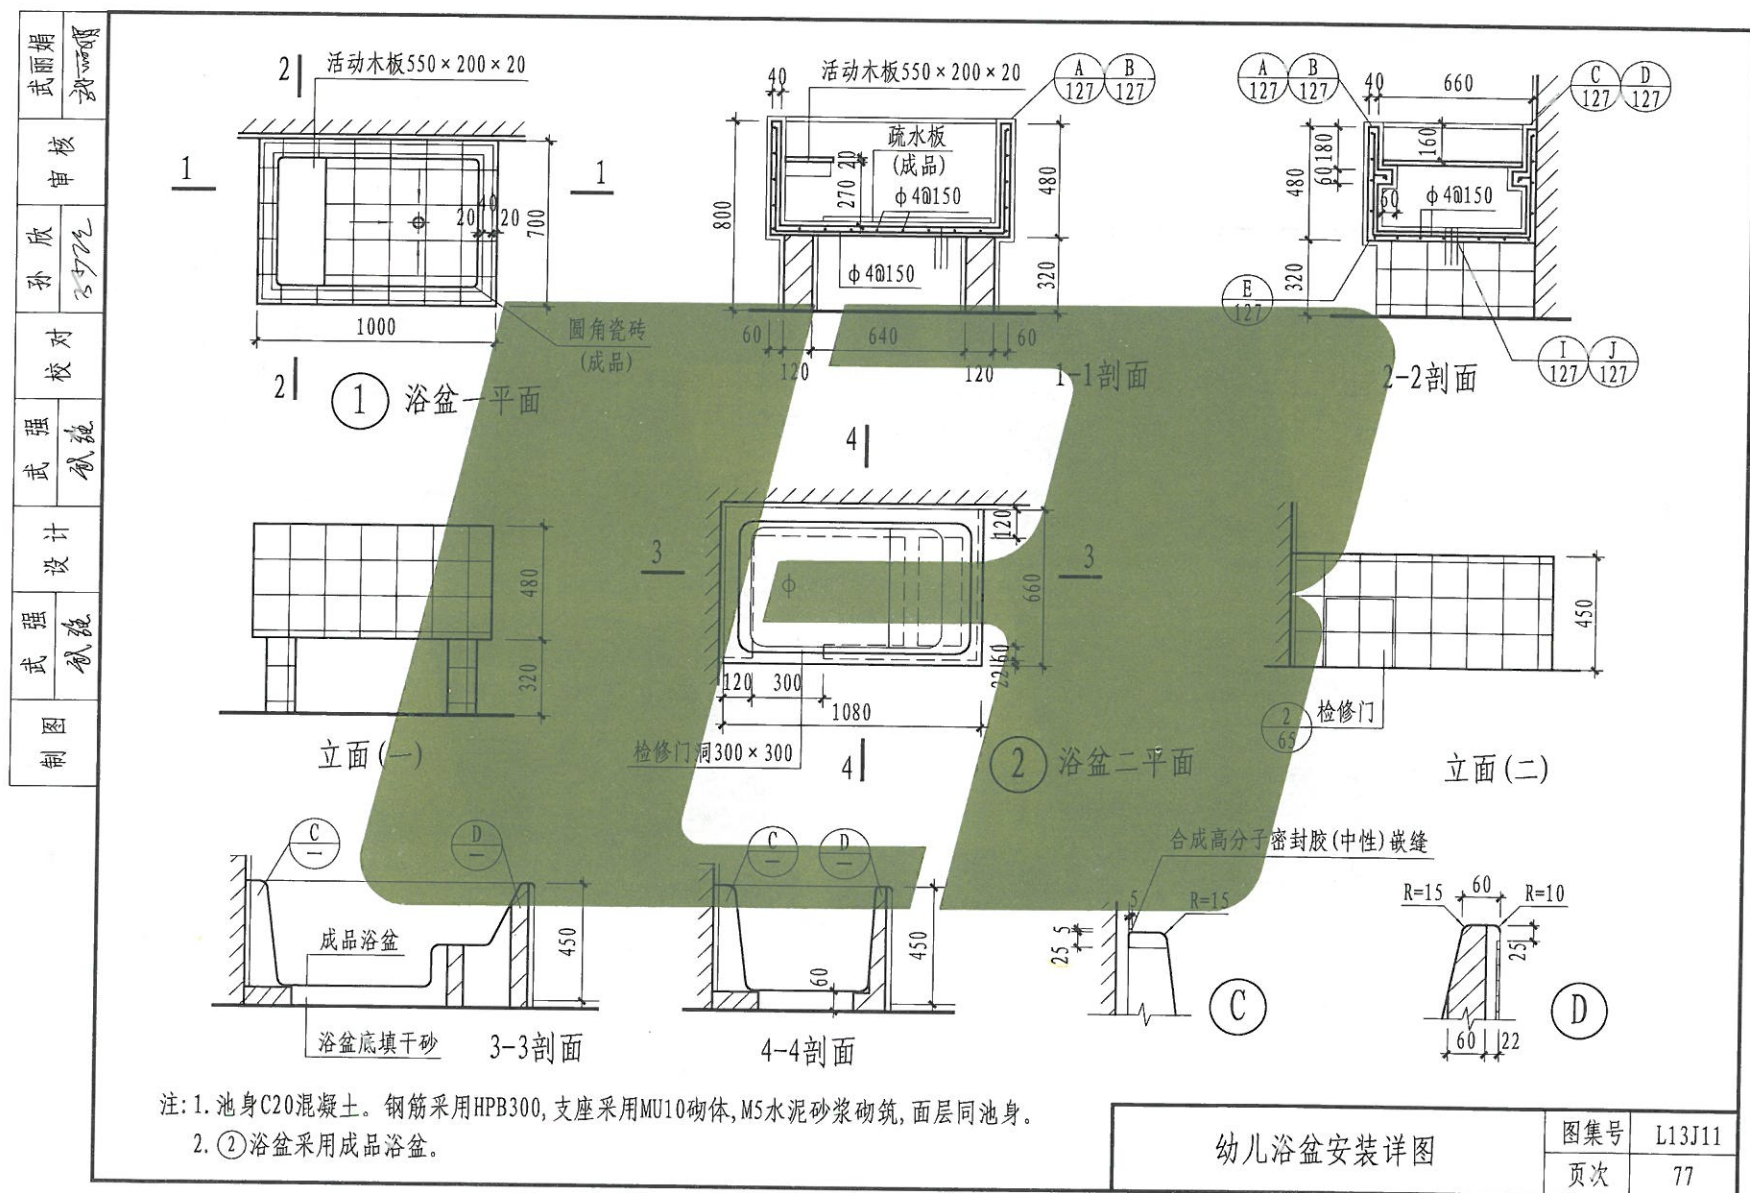 武丽娟
审核
孙欣
校对
武强
设计
武强
制图
2
活动木板550×200×20
1
1
20
40
20
700
1000
圆角瓷砖
(成品)
2
① 浴盆一平面
40
活动木板550×200×20
A
127
B
127
疏水板
(成品)
20
270
ϕ4@150
480
800
ϕ4@150
320
60
640
60
120
120
1-1剖面
A
127
B
127
40
660
C
127
D
127
180
160
480
60
60
ϕ4@150
320
E
127
I
127
J
127
2-2剖面
480
320
立面(一)
4
3
3
120
660
60
22
120
300
1080
检修门洞300×300
4
② 浴盆二平面
450
2
65
检修门
立面(二)
C
—
D
—
成品浴盆
450
浴盆底填干砂
3-3剖面
C
—
D
—
450
60
4-4剖面
合成高分子密封胶(中性)嵌缝
5
R=15
5
25
C
R=15
60
R=10
25
60
22
D
注:1.池身C20混凝土。钢筋采用HPB300,支座采用MU10砌体,M5水泥砂浆砌筑,面层同池身。
2.②浴盆采用成品浴盆。
幼儿浴盆安装详图
图集号
L13J11
页次
77